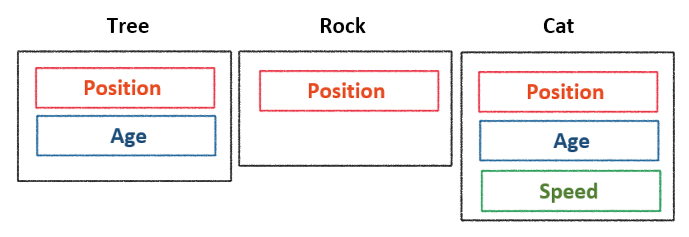 Tree
Position
Age
Rock
Position
Cat
Position
Age
Speed